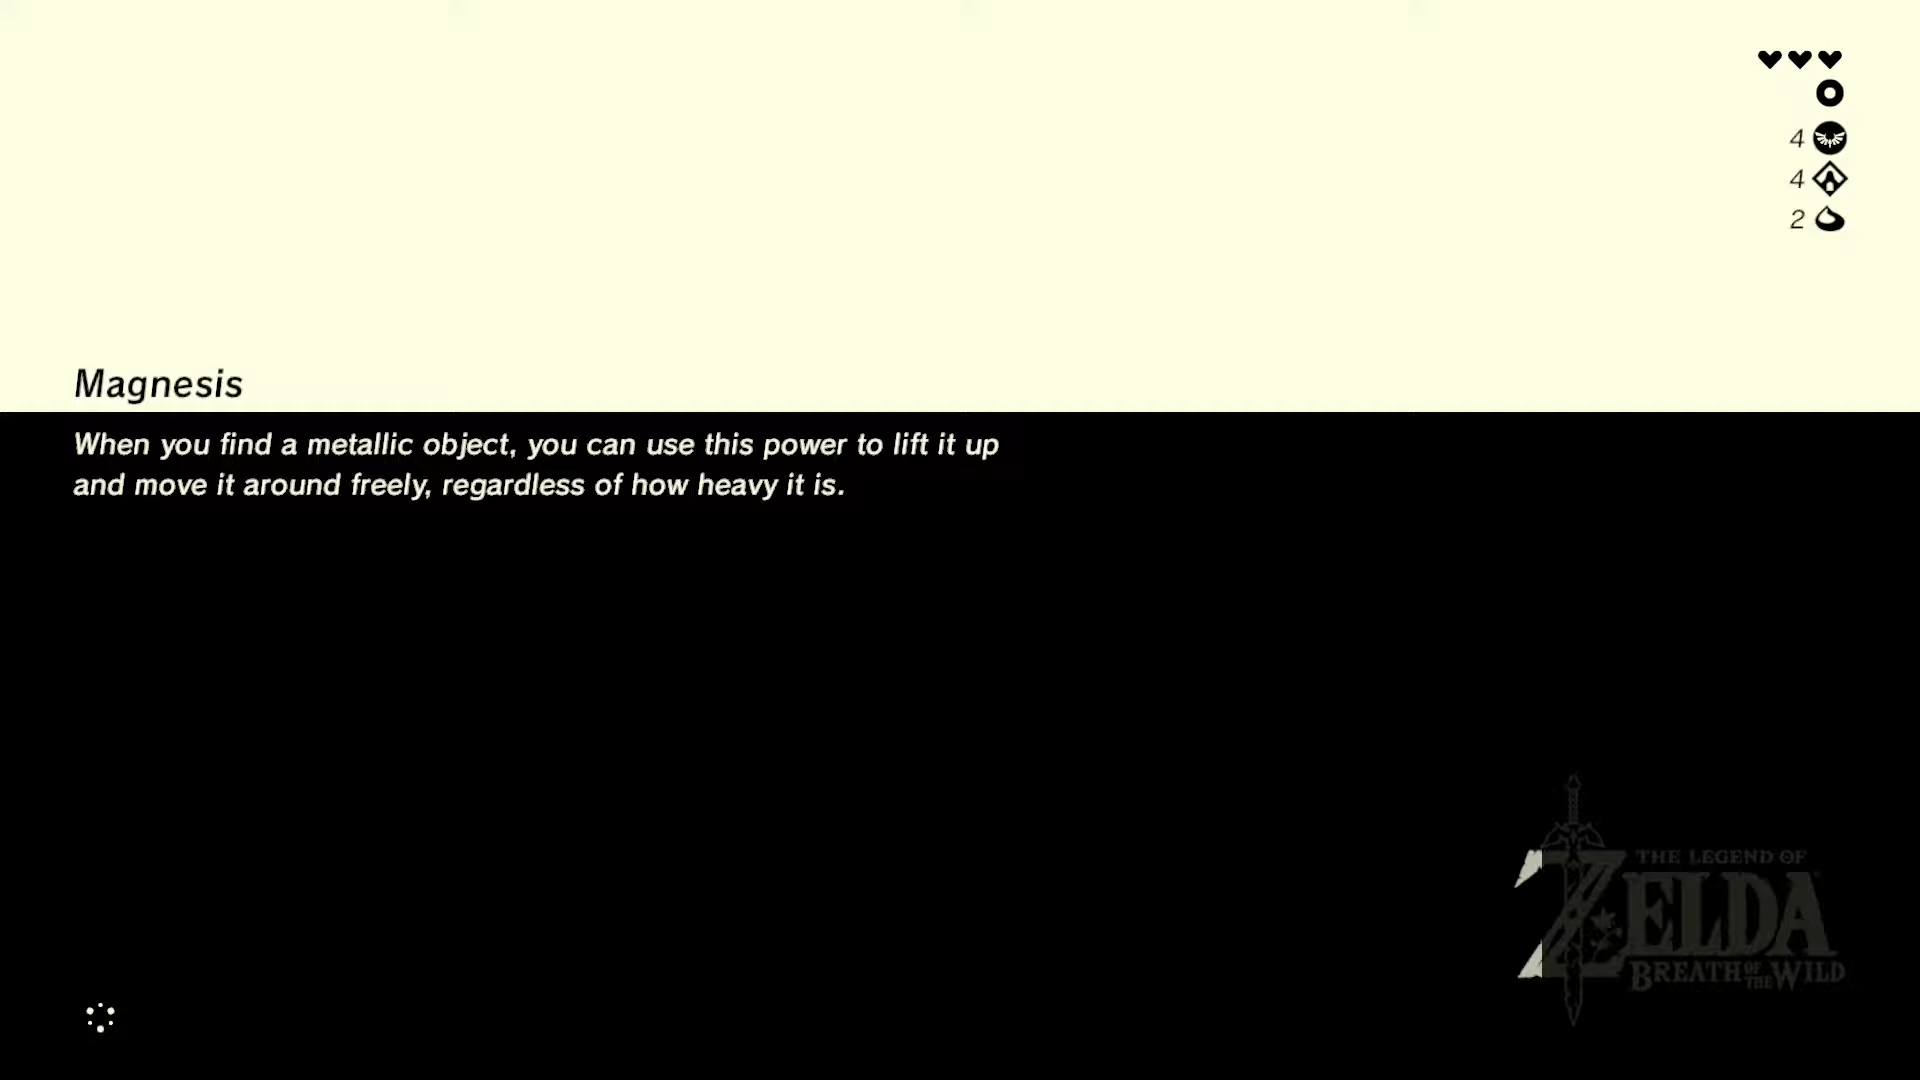 4
4
2
Magnesis
When you find a metallic object, you can use this power to lift it up
and move it around freely, regardless of how heavy it is.
THE LEGEND OF
ZELDA
BREATH OF THE WILD